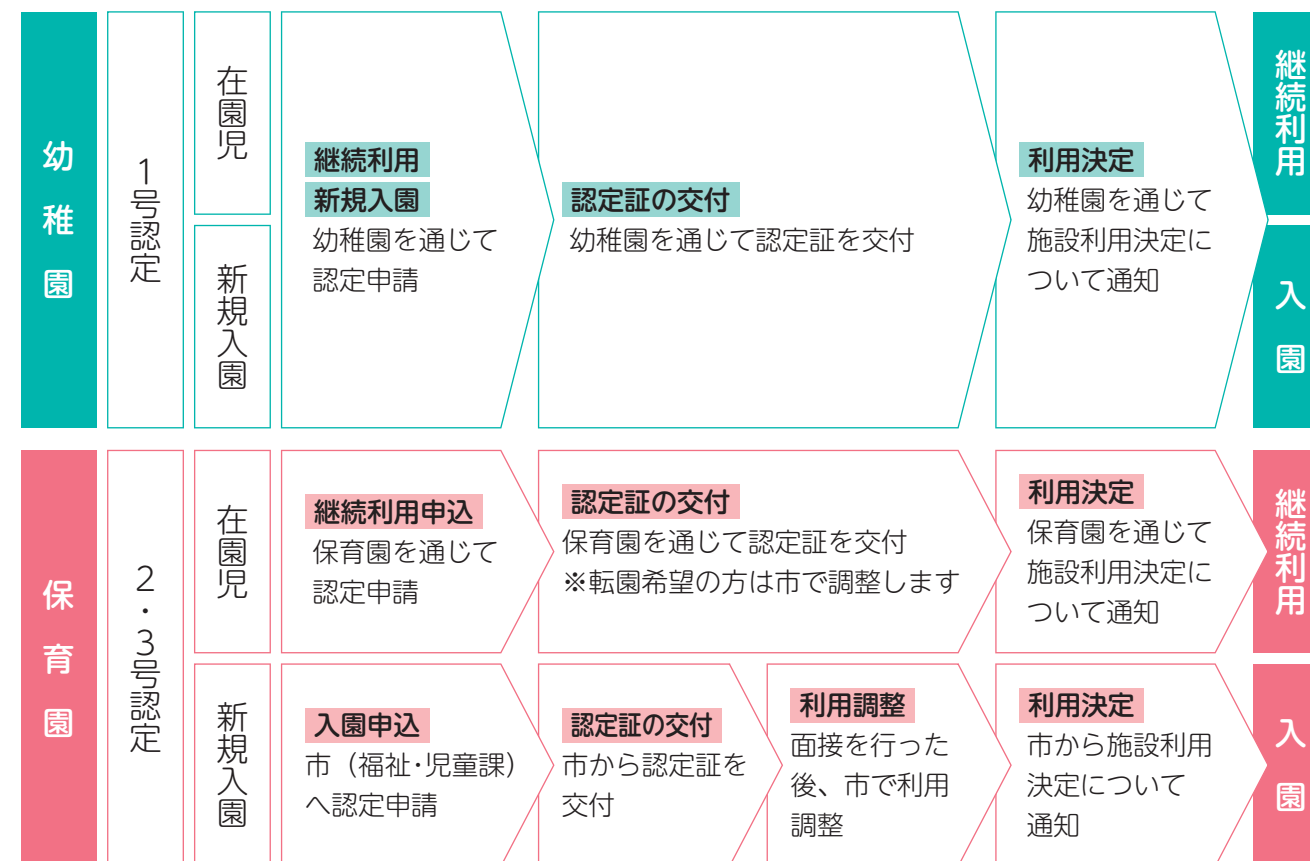 幼稚園
1号認定
在園児
新規入園
継続利用
新規入園
幼稚園を通じて
認定申請
認定証の交付
幼稚園を通じて認定証を交付
利用決定
幼稚園を通じて
施設利用決定に
ついて通知
継続利用
入園
保育園
2・3号認定
在園児
継続利用申込
保育園を通じて
認定申請
認定証の交付
保育園を通じて認定証を交付
※転園希望の方は市で調整します
利用決定
保育園を通じて
施設利用決定に
ついて通知
継続利用
新規入園
入園申込
市（福祉・児童課）
へ認定申請
認定証の交付
市から認定証を
交付
利用調整
面接を行った
後、市で利用
調整
利用決定
市から施設利用
決定について
通知
入園